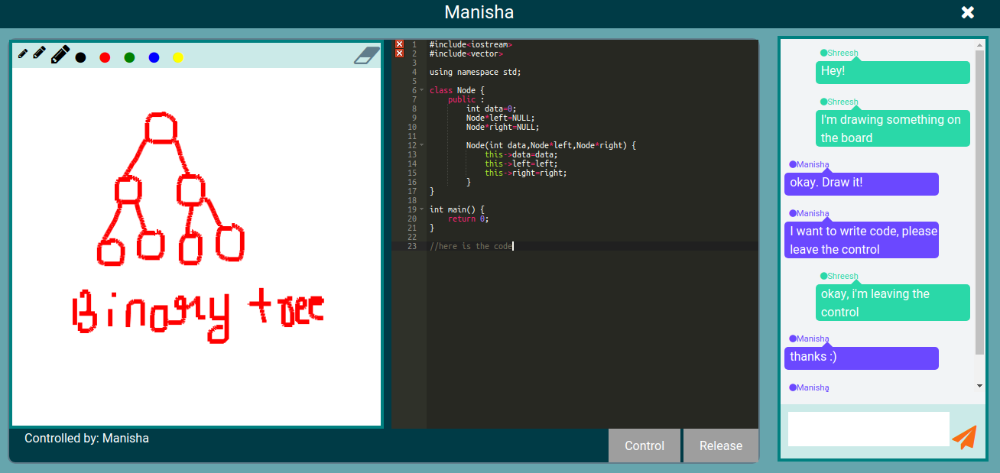 Manisha
Binary tree
1 #include<iostream>
2 #include<vector>
3
4 using namespace std;
5
6 class Node {
7     public :
8         int data=0;
9         Node*left=NULL;
10         Node*right=NULL;
11
12         Node(int data,Node*left,Node*right) {
13             this->data=data;
14             this->left=left;
15             this->right=right;
16         }
17 }
18
19 int main() {
20     return 0;
21 }
22
23 //here is the code
Controlled by: Manisha
Control
Release
Shreesh
Hey!
Shreesh
I'm drawing something on
the board
Manisha
okay. Draw it!
Manisha
I want to write code, please
leave the control
Shreesh
okay, i'm leaving the
control
Manisha
thanks :)
Manisha